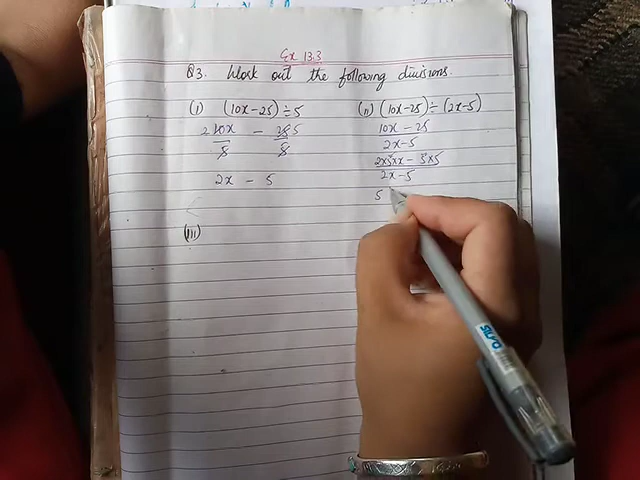 Ex 13.3
Q3. Work out the following divisions.
(i) (10x-25) ÷ 5
2 10x - 25 5
5 5
2x - 5
(ii) (10x-25) ÷ (2x-5)
10x - 25
2x - 5
2x5xx - 5x5
2x - 5
5
(iii)